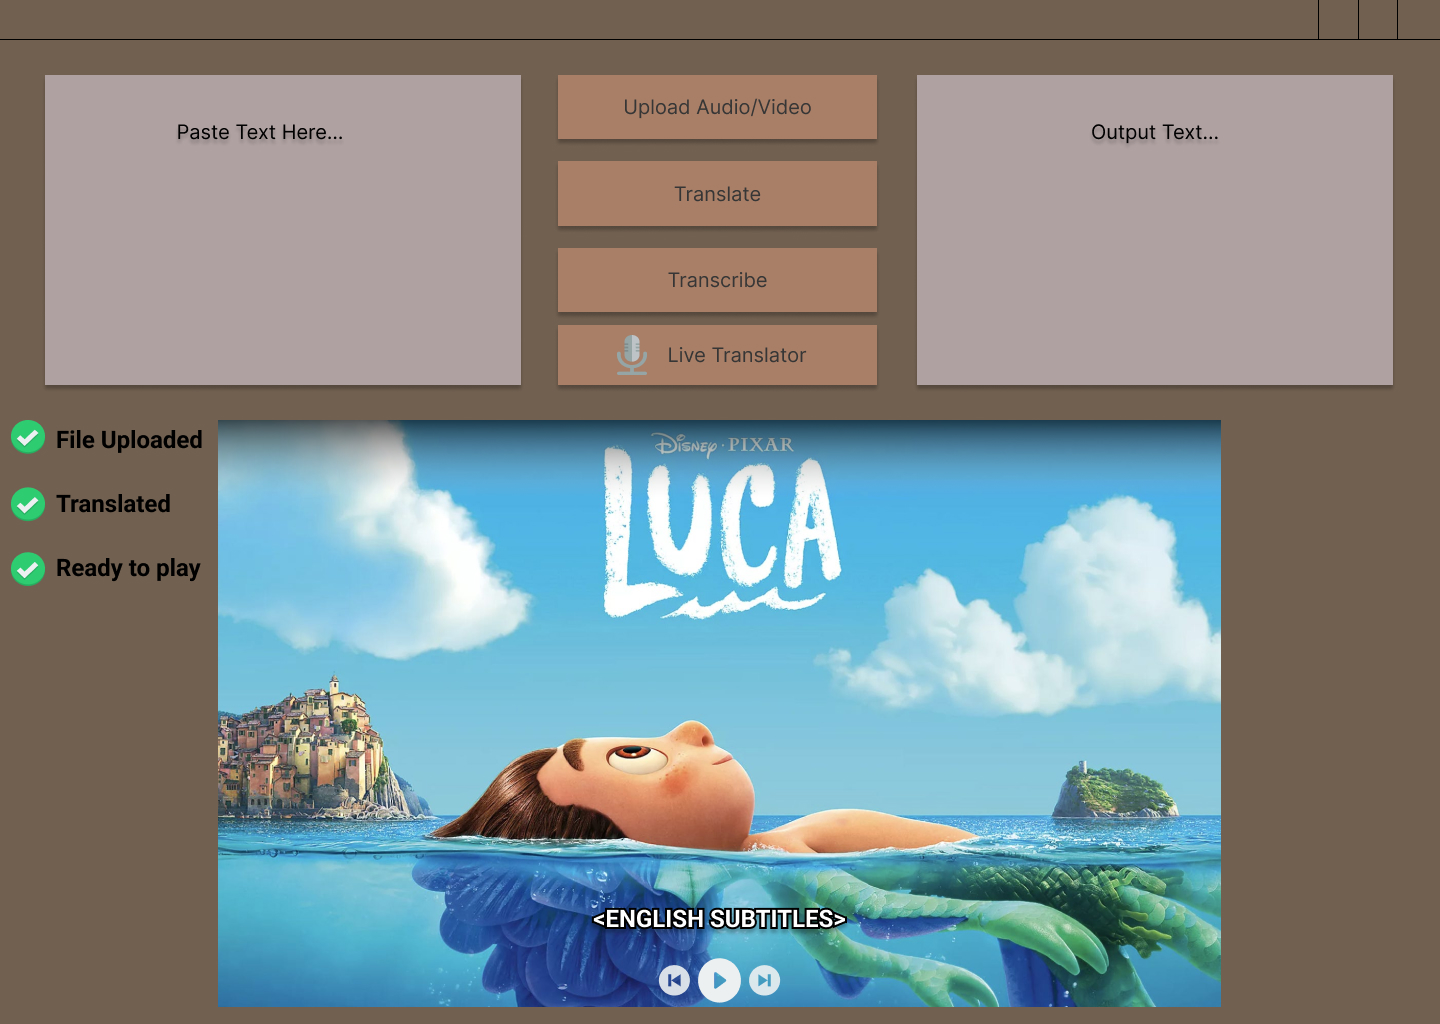 Paste Text Here...
Upload Audio/Video
Translate
Transcribe
Live Translator
Output Text...
File Uploaded
Translated
Ready to play
Disney · PIXAR
LUCA
<ENGLISH SUBTITLES>